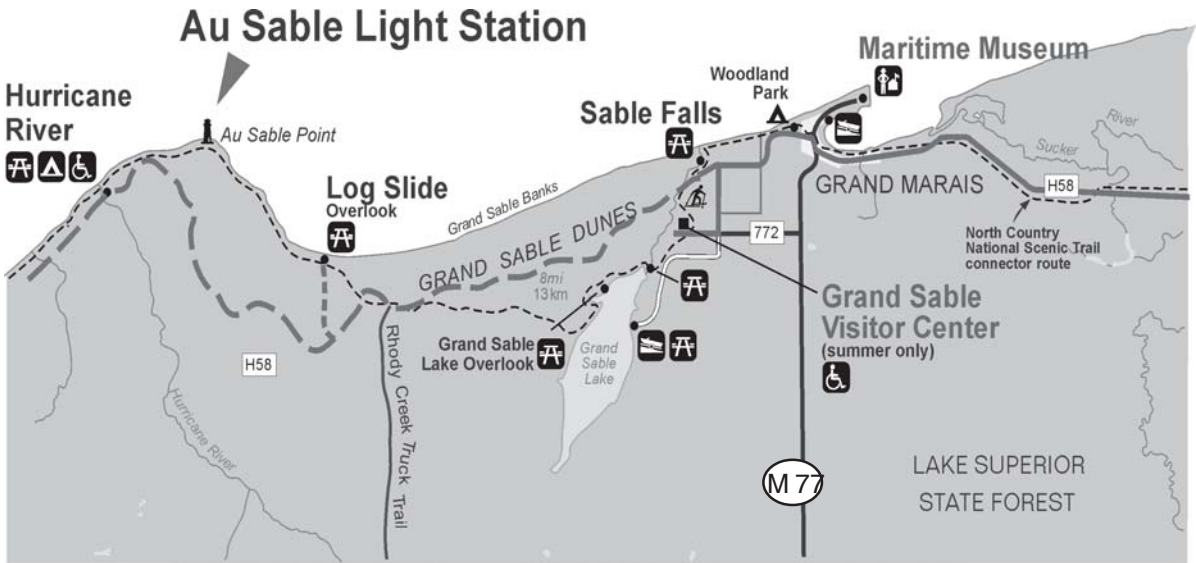 Au Sable Light Station
Maritime Museum
Hurricane
River
Woodland
Park
Sable Falls
Au Sable Point
River
Sucker
Log Slide
Overlook
Grand Sable Banks
GRAND SABLE DUNES
GRAND MARAIS
H58
772
North Country
National Scenic Trail
connector route
8mi
13km
Grand Sable
Visitor Center
(summer only)
Grand Sable
Lake Overlook
Grand
Sable
Lake
H58
Rhody Creek Truck Trail
Hurricane River
M 77
LAKE SUPERIOR
STATE FOREST